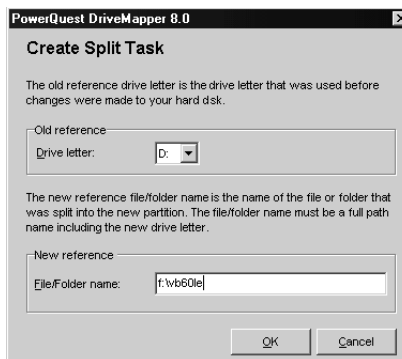 PowerQuest DriveMapper 8.0
Create Split Task
The old reference drive letter is the drive letter that was used before
changes were made to your hard dsk.
Old reference
Drive letter:
D:
The new reference file/folder name is the name of the file or folder that
was split into the new partition. The file/folder name must be a full path
name including the new drive letter.
New reference
File/Folder name:
f:\vb60le
OK
Cancel